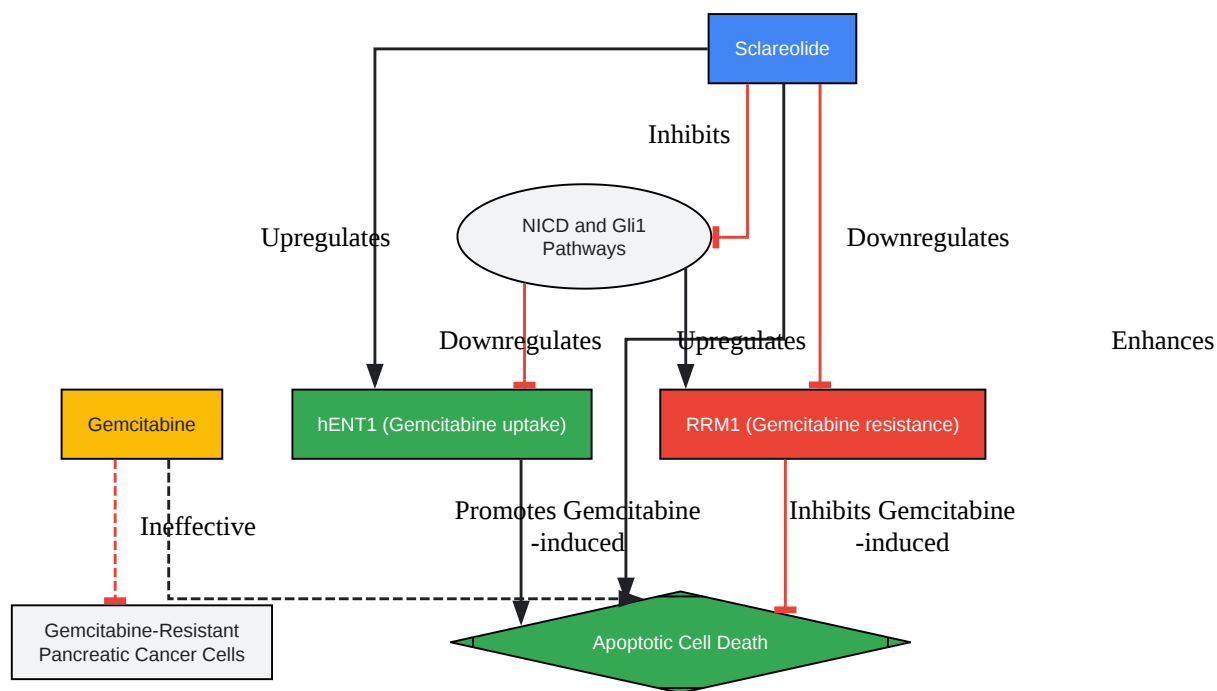 Sclareolide
Inhibits
NICD and Gli1
Pathways
Upregulates
Downregulates
Downregulates
Upregulates
Enhances
Gemcitabine
hENT1 (Gemcitabine uptake)
RRM1 (Gemcitabine resistance)
Ineffective
Promotes Gemcitabine
-induced
Inhibits Gemcitabine
-induced
Gemcitabine-Resistant
Pancreatic Cancer Cells
Apoptotic Cell Death